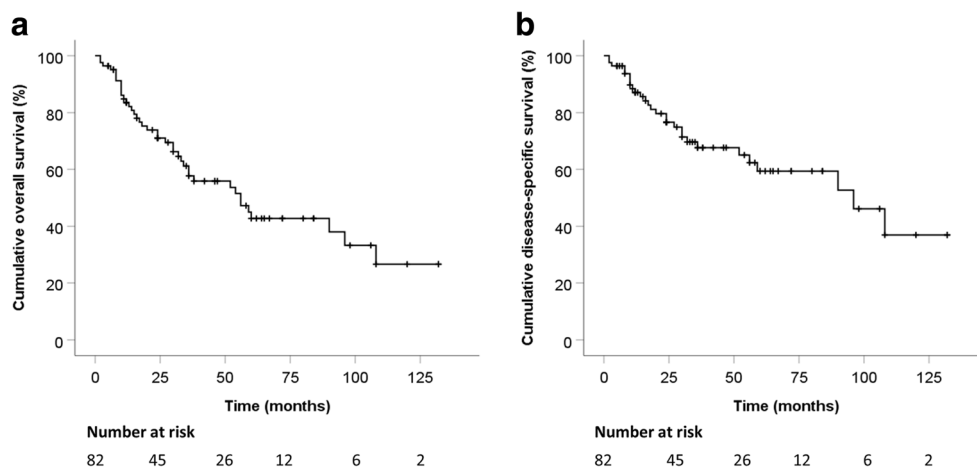 a
Cumulative overall survival (%)
100
80
60
40
20
0
0 25 50 75 100 125
Time (months)
Number at risk
82 45 26 12 6 2
b
Cumulative disease-specific survival (%)
100
80
60
40
20
0
0 25 50 75 100 125
Time (months)
Number at risk
82 45 26 12 6 2